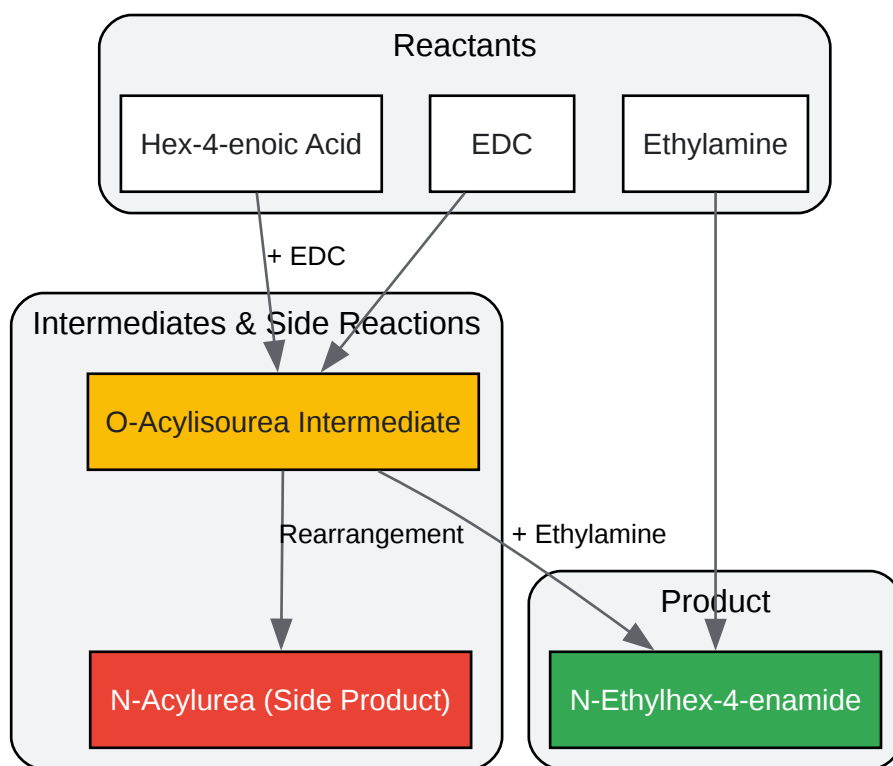 Reactants
Hex-4-enoic Acid
EDC
Ethylamine
+ EDC
Intermediates & Side Reactions
O-Acylisourea Intermediate
Rearrangement
+ Ethylamine
Product
N-Acylurea (Side Product)
N-Ethylhex-4-enamide